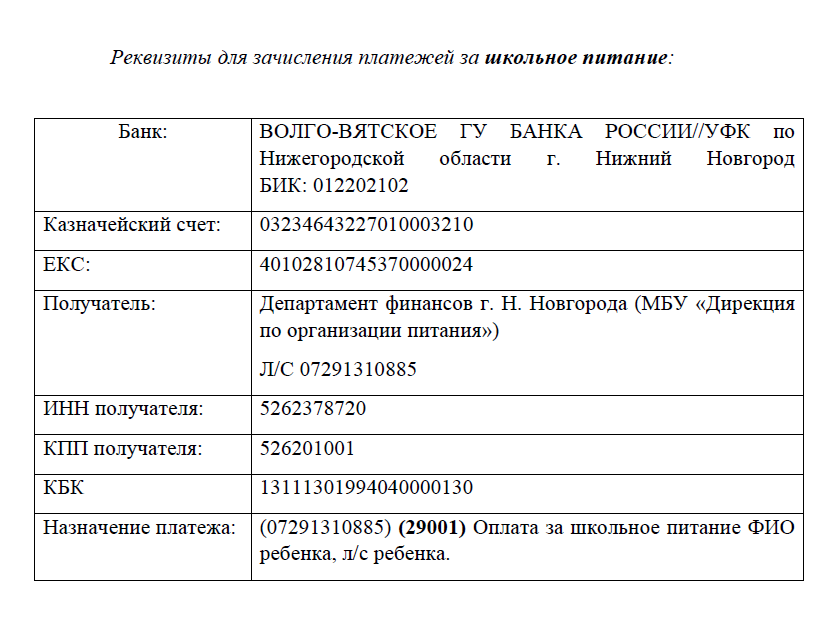 Реквизиты для зачисления платежей за школьное питание:
Банк:
ВОЛГО-ВЯТСКОЕ ГУ БАНКА РОССИИ//УФК по
Нижегородской области г. Нижний Новгород
БИК: 012202102
Казначейский счет:
03234643227010003210
ЕКС:
40102810745370000024
Получатель:
Департамент финансов г. Н. Новгорода (МБУ «Дирекция
по организации питания»)
Л/С 07291310885
ИНН получателя:
5262378720
КПП получателя:
526201001
КБК
13111301994040000130
Назначение платежа:
(07291310885) (29001) Оплата за школьное питание ФИО
ребенка, л/с ребенка.